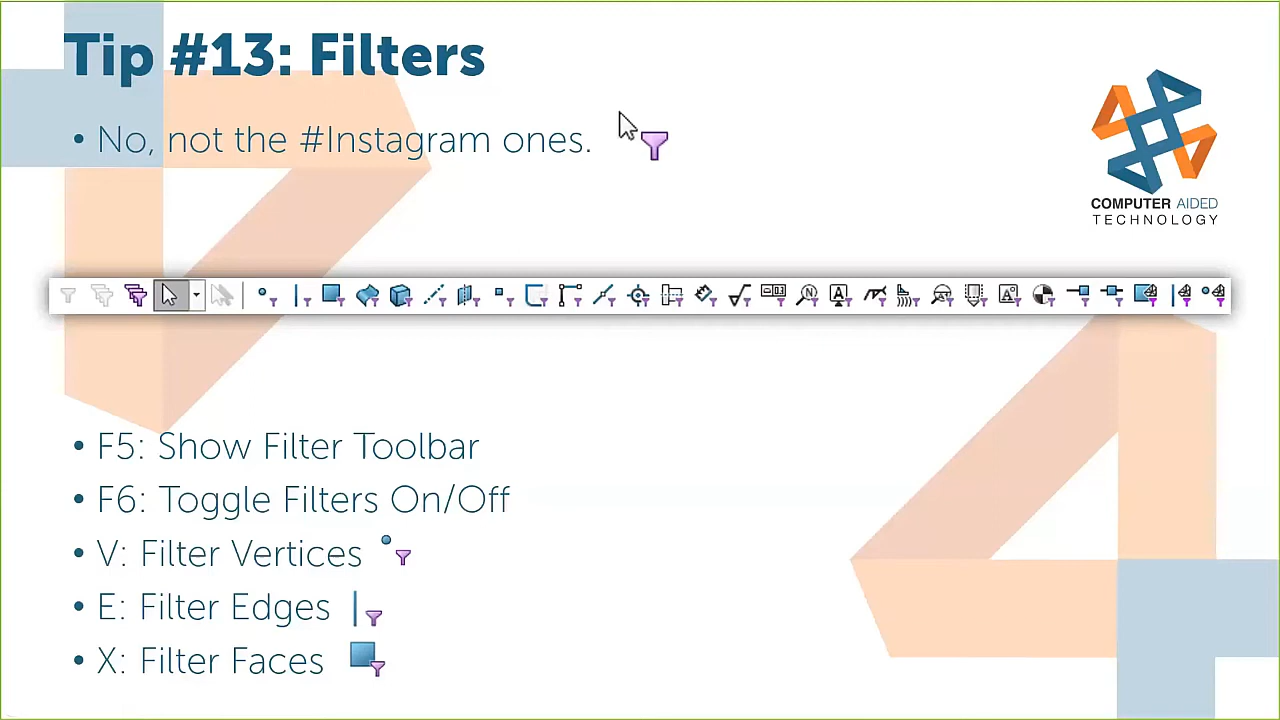 Tip #13: Filters
• No, not the #Instagram ones.
COMPUTER AIDED
TECHNOLOGY
• F5: Show Filter Toolbar
• F6: Toggle Filters On/Off
• V: Filter Vertices
• E: Filter Edges
• X: Filter Faces